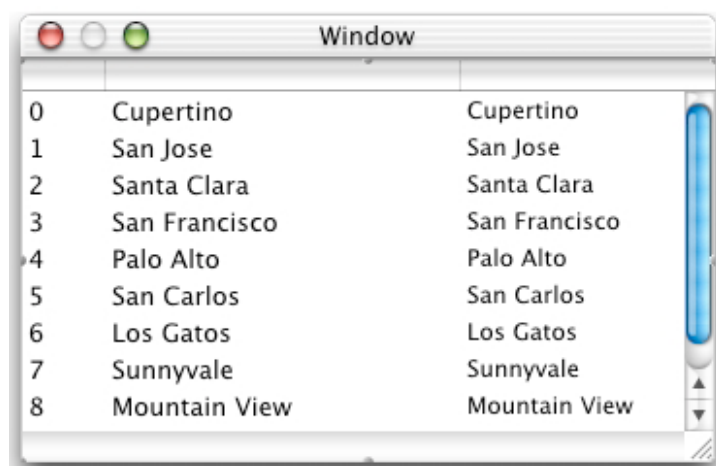 Window
0 Cupertino Cupertino
1 San Jose San Jose
2 Santa Clara Santa Clara
3 San Francisco San Francisco
4 Palo Alto Palo Alto
5 San Carlos San Carlos
6 Los Gatos Los Gatos
7 Sunnyvale Sunnyvale
8 Mountain View Mountain View